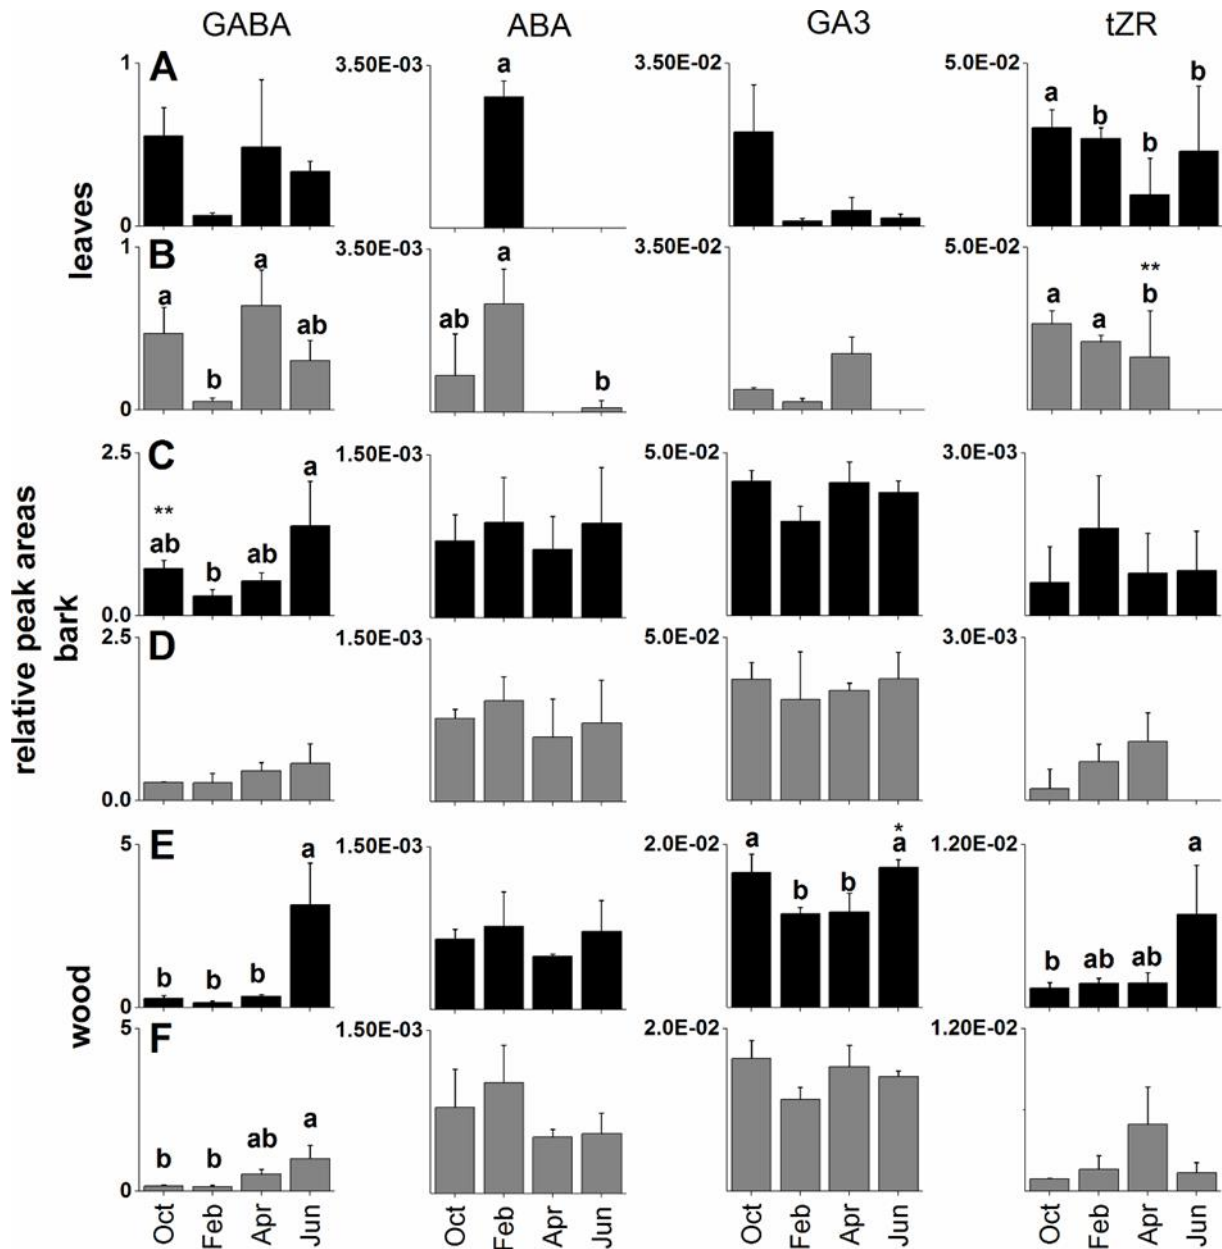 GABA ABA GA3 tZR
relative peak areas
leaves
A
1
0
3.50E-03
a
3.50E-02
5.0E-02
a b b b
B
1
0
a b a ab
3.50E-03
ab a b
3.50E-02
5.0E-02
a a ** b
bark
C
2.5
0.0
** ab b ab a
1.50E-03
5.0E-02
3.0E-03
D
2.5
0.0
1.50E-03
5.0E-02
3.0E-03
wood
E
5
0
b b b a
1.50E-03
2.0E-02
a b b * a
1.20E-02
b ab ab a
F
5
0
b b ab a
1.50E-03
2.0E-02
1.20E-02
Oct Feb Apr Jun Oct Feb Apr Jun Oct Feb Apr Jun Oct Feb Apr Jun